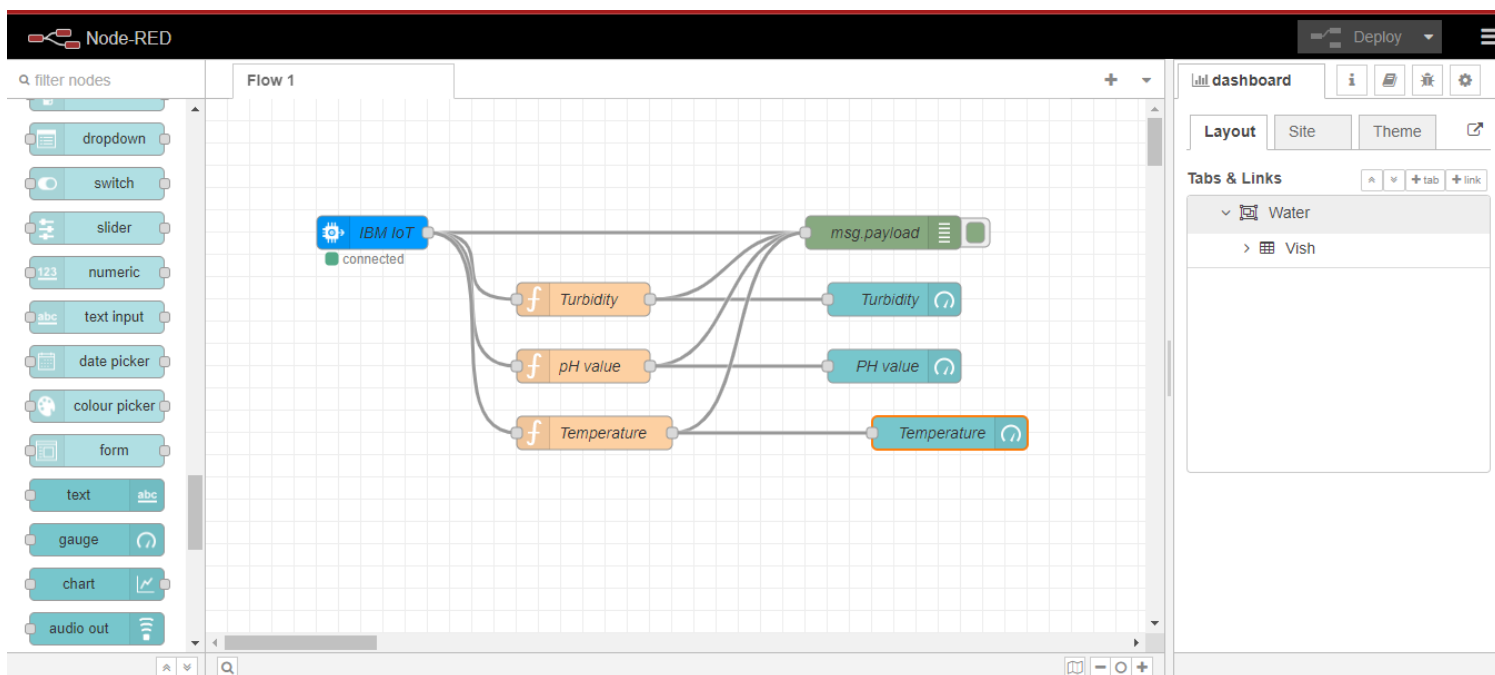 Node-RED
Deploy
filter nodes
dropdown
switch
slider
123 numeric
abc text input
date picker
colour picker
form
text abc
gauge
chart
audio out
Flow 1
IBM IoT
connected
msg.payload
Turbidity
Turbidity
pH value
PH value
Temperature
Temperature
dashboard
i
Layout Site Theme
Tabs & Links
+ tab + link
Water
Vish